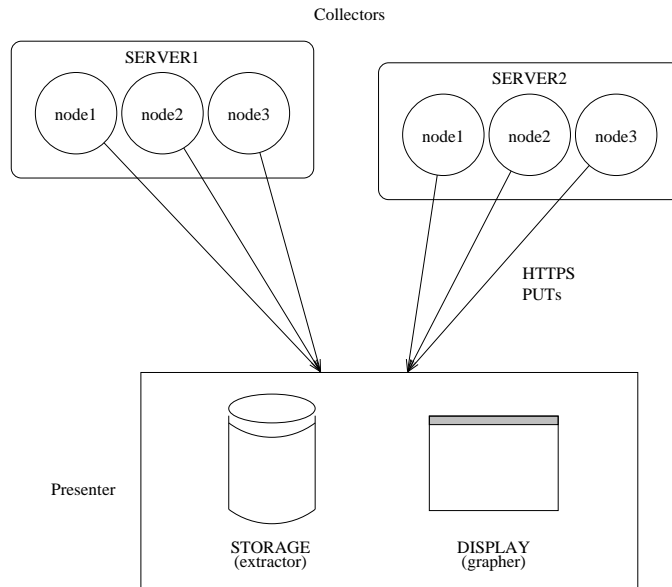 Collectors
SERVER1
node1
node2
node3
SERVER2
node1
node2
node3
HTTPS
PUTs
Presenter
STORAGE
(extractor)
DISPLAY
(grapher)